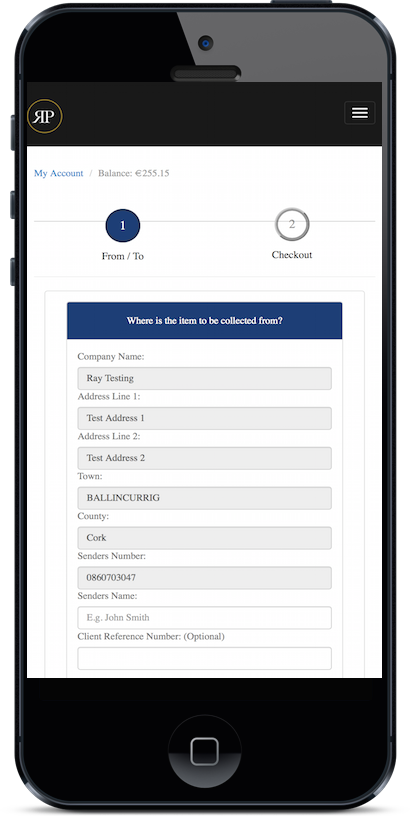 ЯP
My Account / Balance: €255.15
1 2
From / To Checkout
Where is the item to be collected from?
Company Name:
Ray Testing
Address Line 1:
Test Address 1
Address Line 2:
Test Address 2
Town:
BALLINCURRIG
County:
Cork
Senders Number:
0860703047
Senders Name:
E.g. John Smith
Client Reference Number: (Optional)